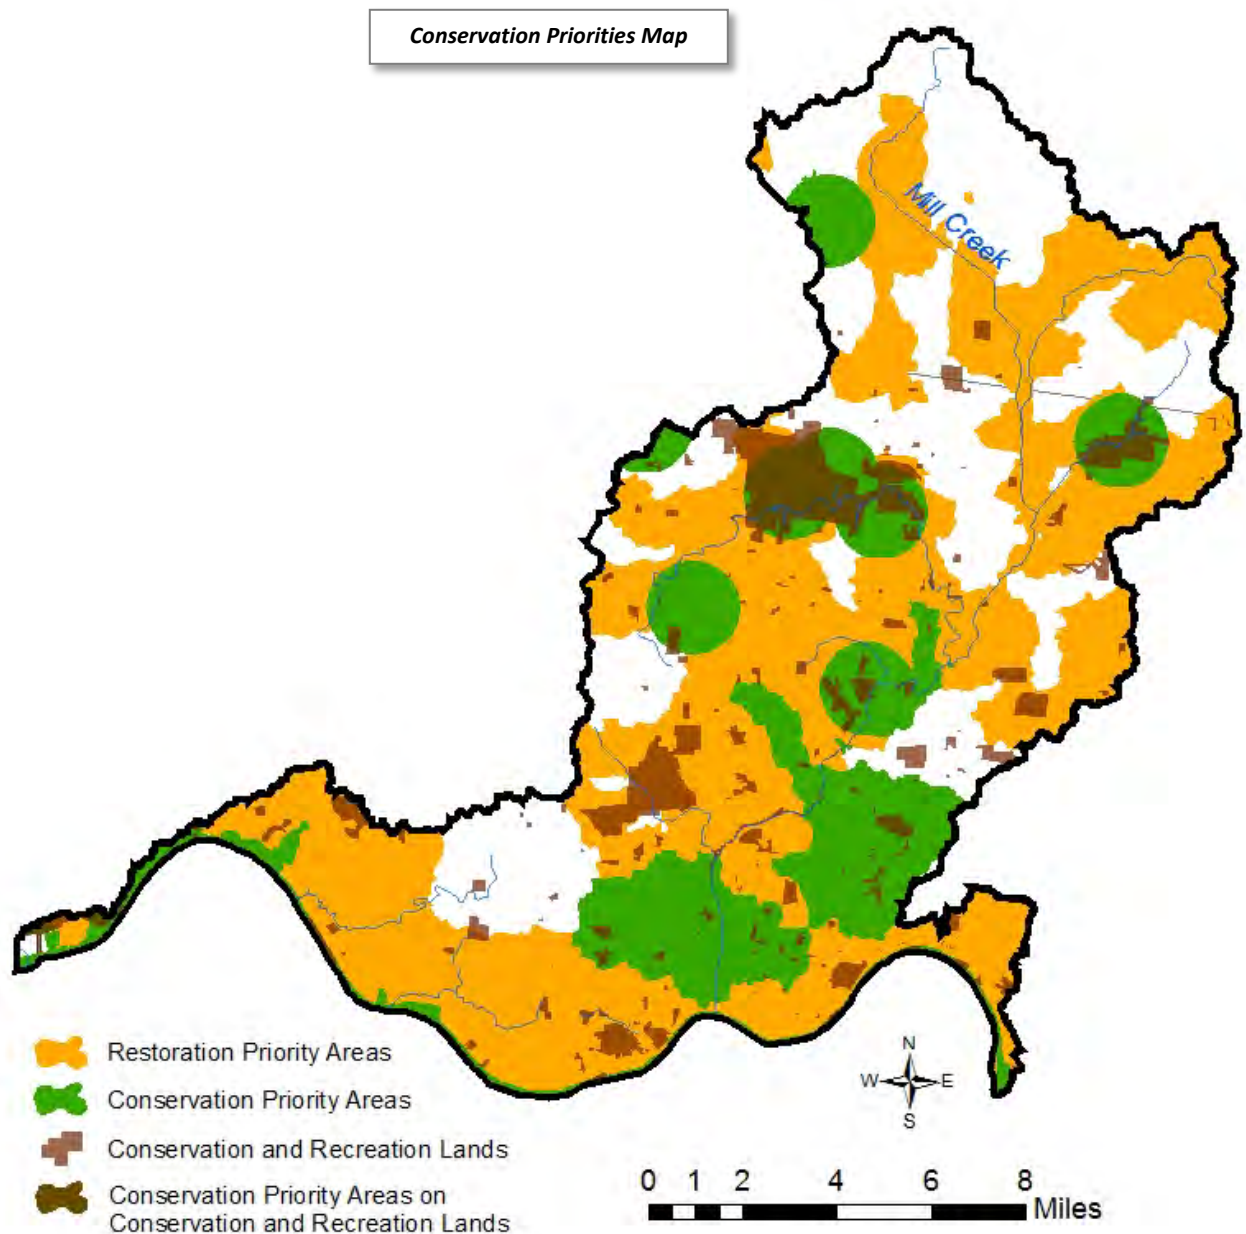 Conservation Priorities Map
Mill Creek
Restoration Priority Areas
Conservation Priority Areas
Conservation and Recreation Lands
Conservation Priority Areas on
Conservation and Recreation Lands
N
W E
S
0 1 2 4 6 8
Miles